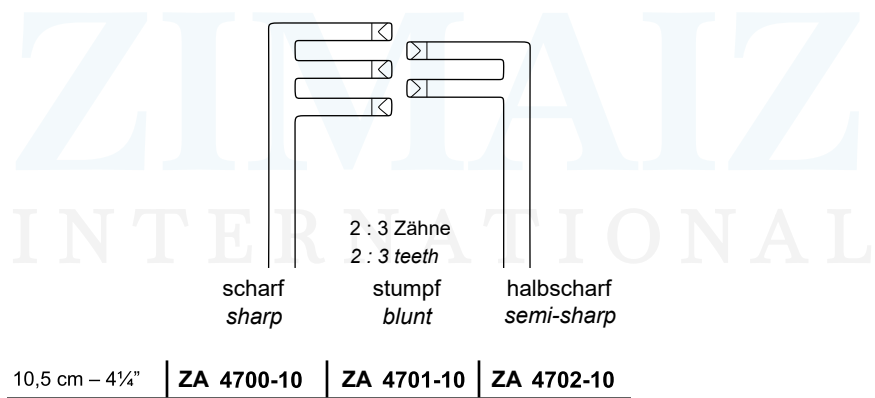 ZIMAIZ
INTERNATIONAL
2 : 3 Zähne
2 : 3 teeth
scharf stumpf halbscharf
sharp blunt semi-sharp
10,5 cm – 4¼” ZA 4700-10 ZA 4701-10 ZA 4702-10